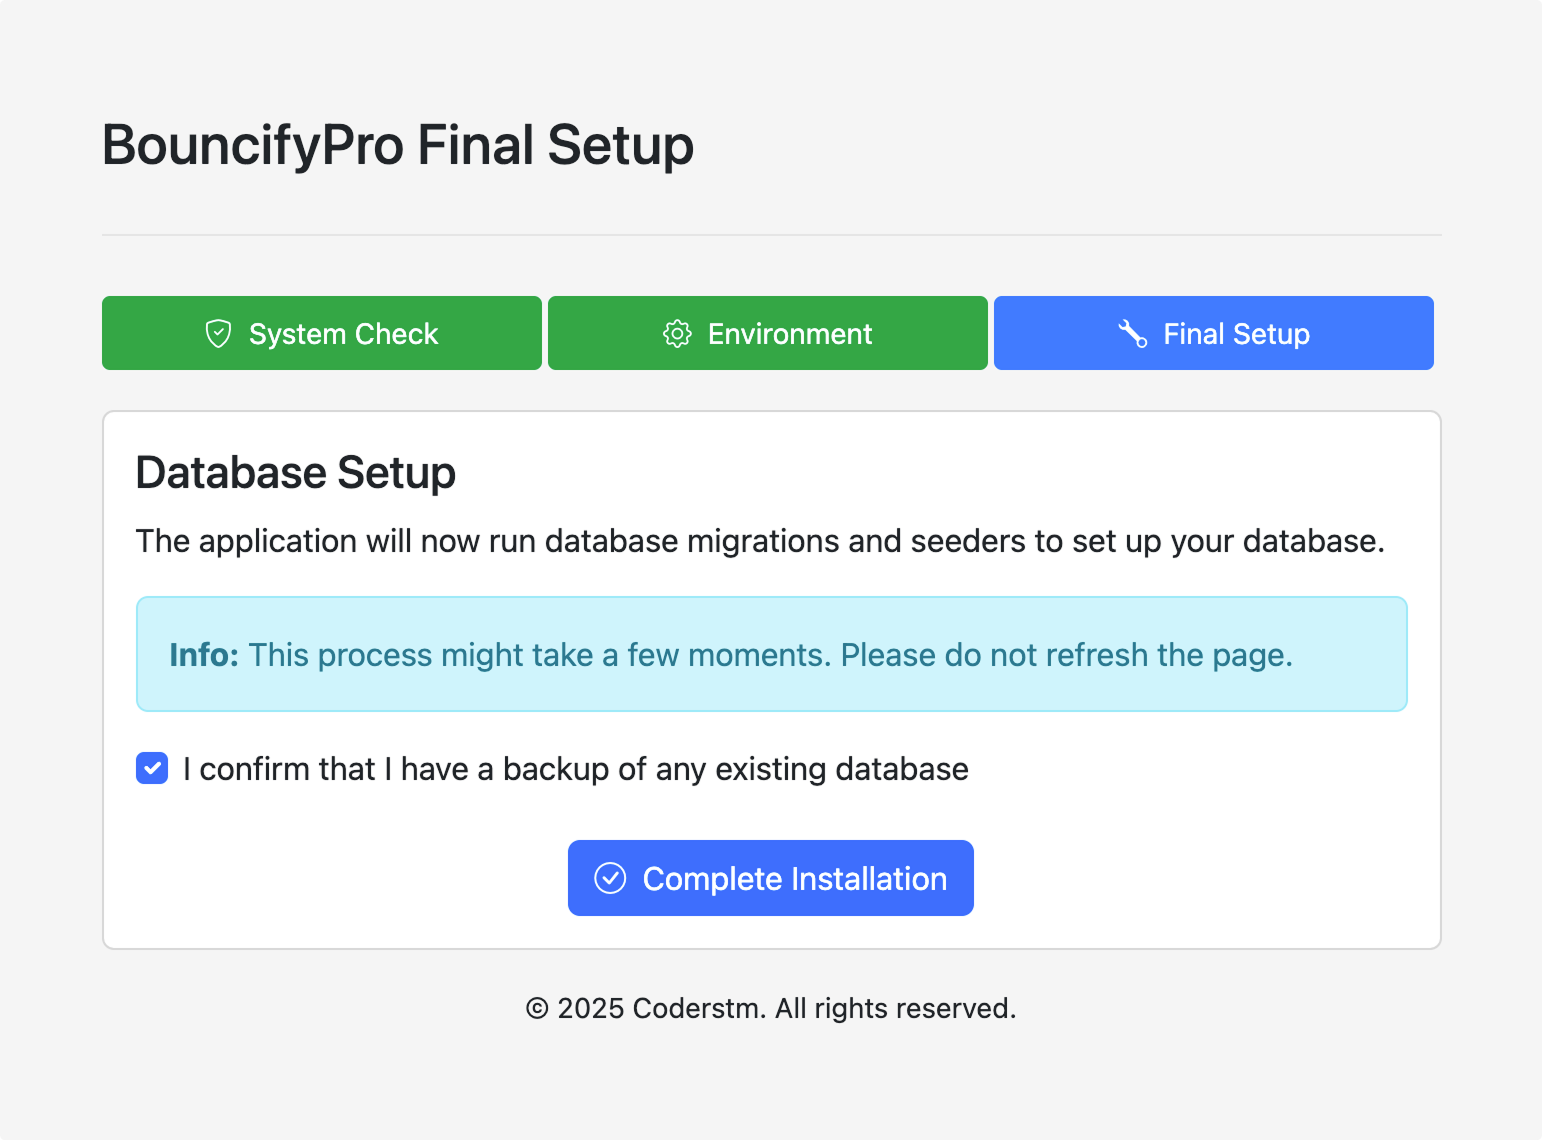 BouncifyPro Final Setup
System Check
Environment
Final Setup
Database Setup
The application will now run database migrations and seeders to set up your database.
Info: This process might take a few moments. Please do not refresh the page.
I confirm that I have a backup of any existing database
Complete Installation
© 2025 Coderstm. All rights reserved.